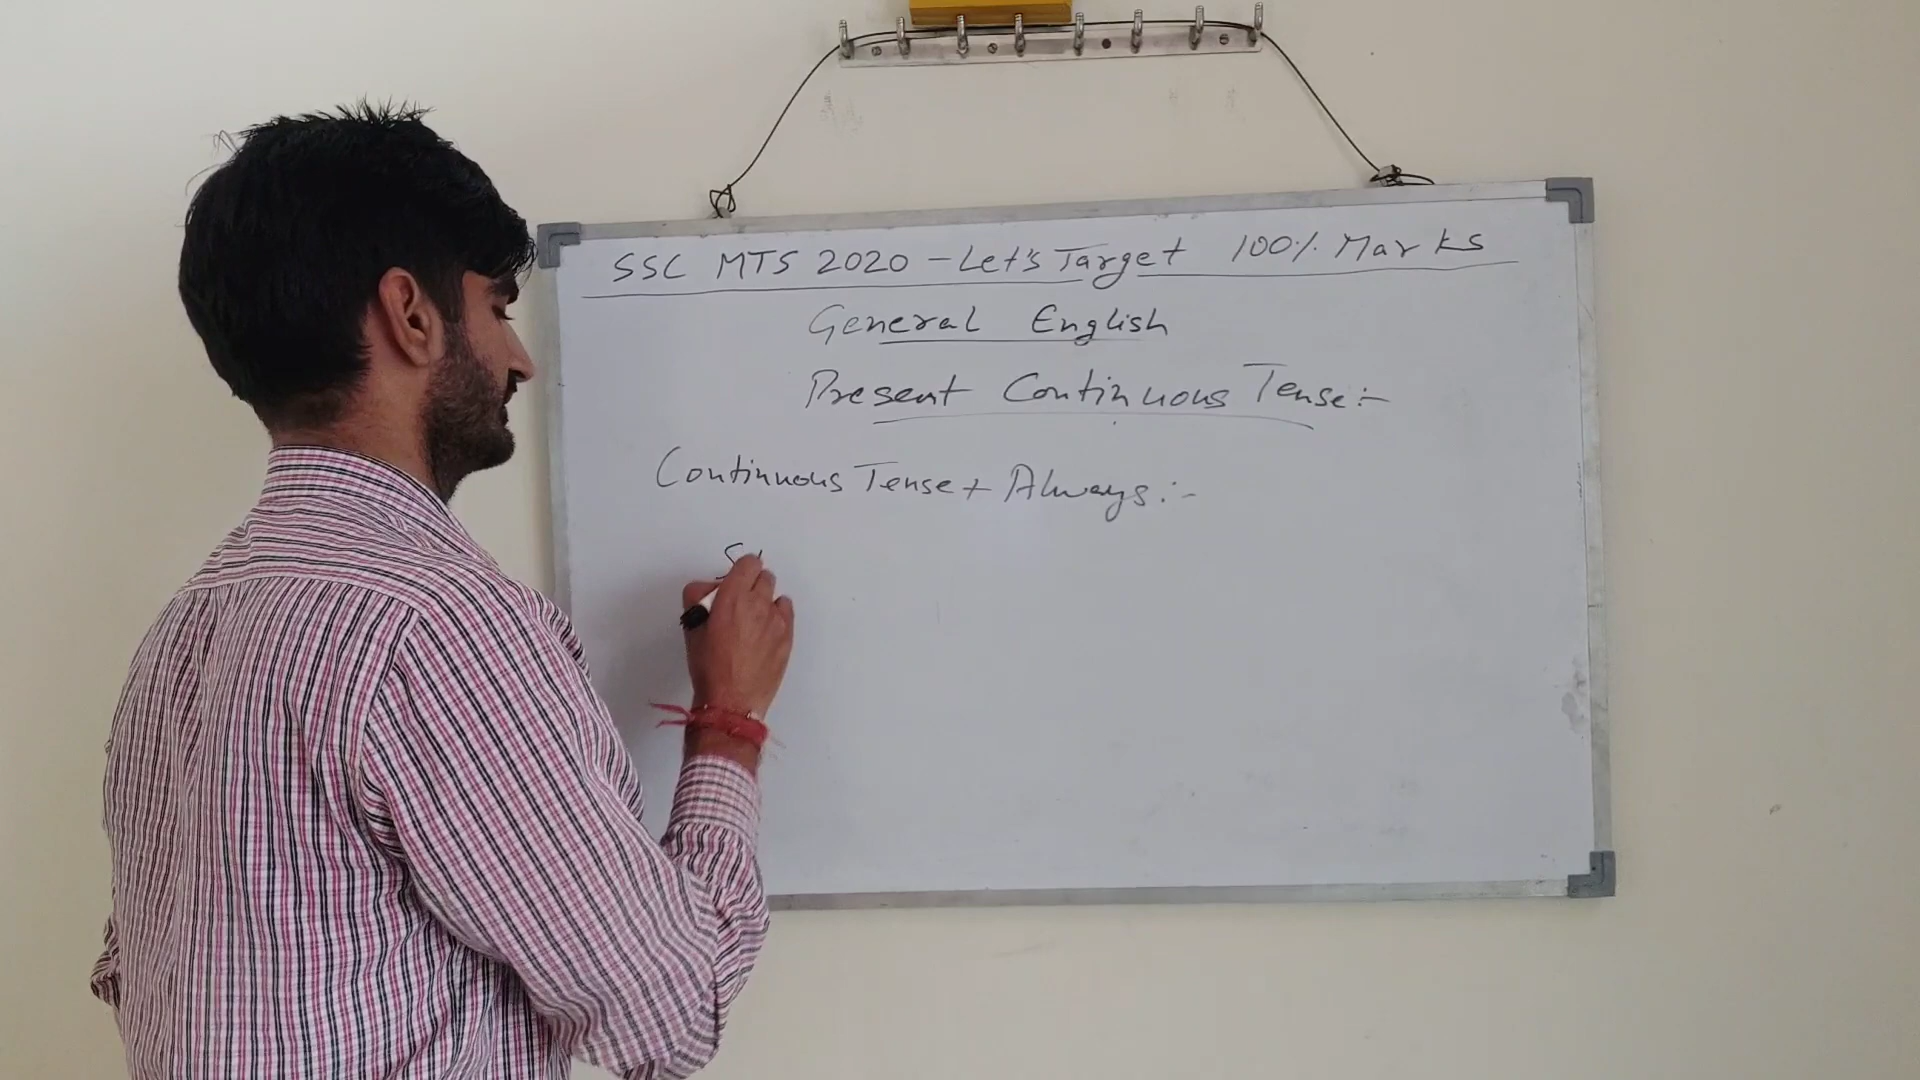 SSC MTS 2020 - Let's Target 100% Marks
General English
Present Continuous Tense :-
Continuous Tense + Always :-